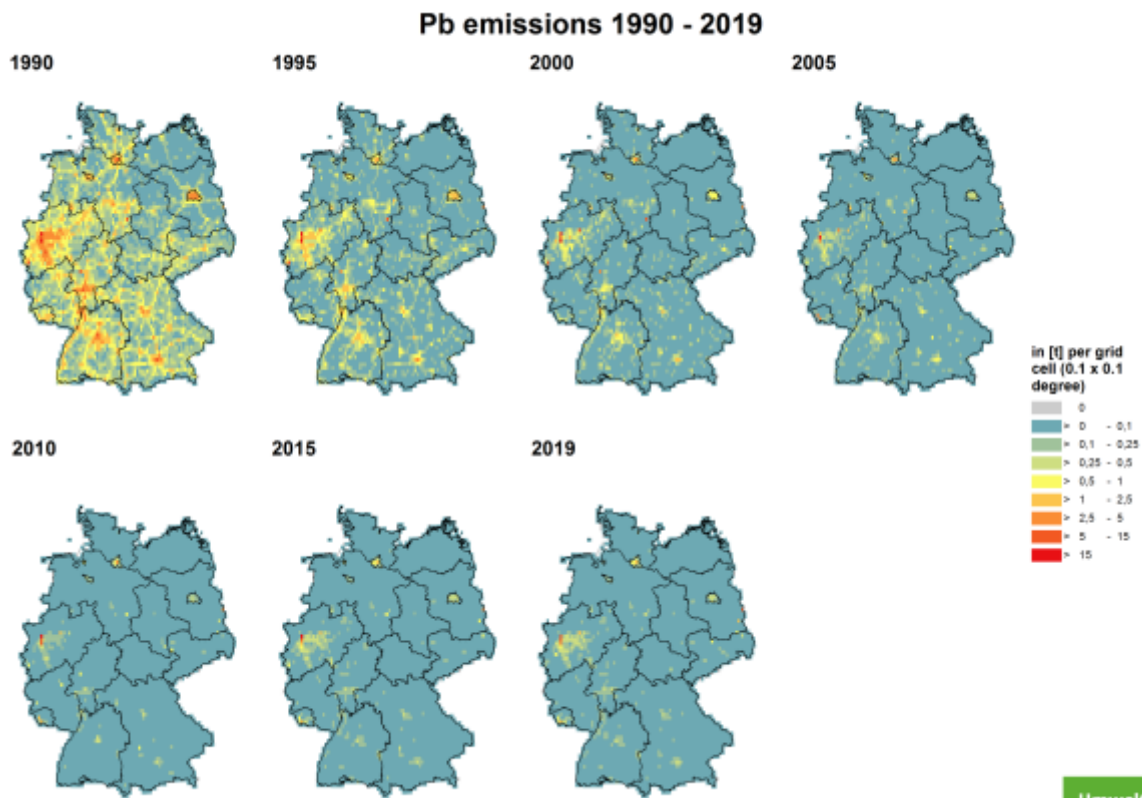 Pb emissions 1990 - 2019
1990
1995
2000
2005
in [t] per grid
cell (0.1 x 0.1
degree)
0
> 0 - 0,1
> 0,1 - 0,25
> 0,25 - 0,5
> 0,5 - 1
> 1 - 2,5
> 2,5 - 5
> 5 - 15
> 15
2010
2015
2019